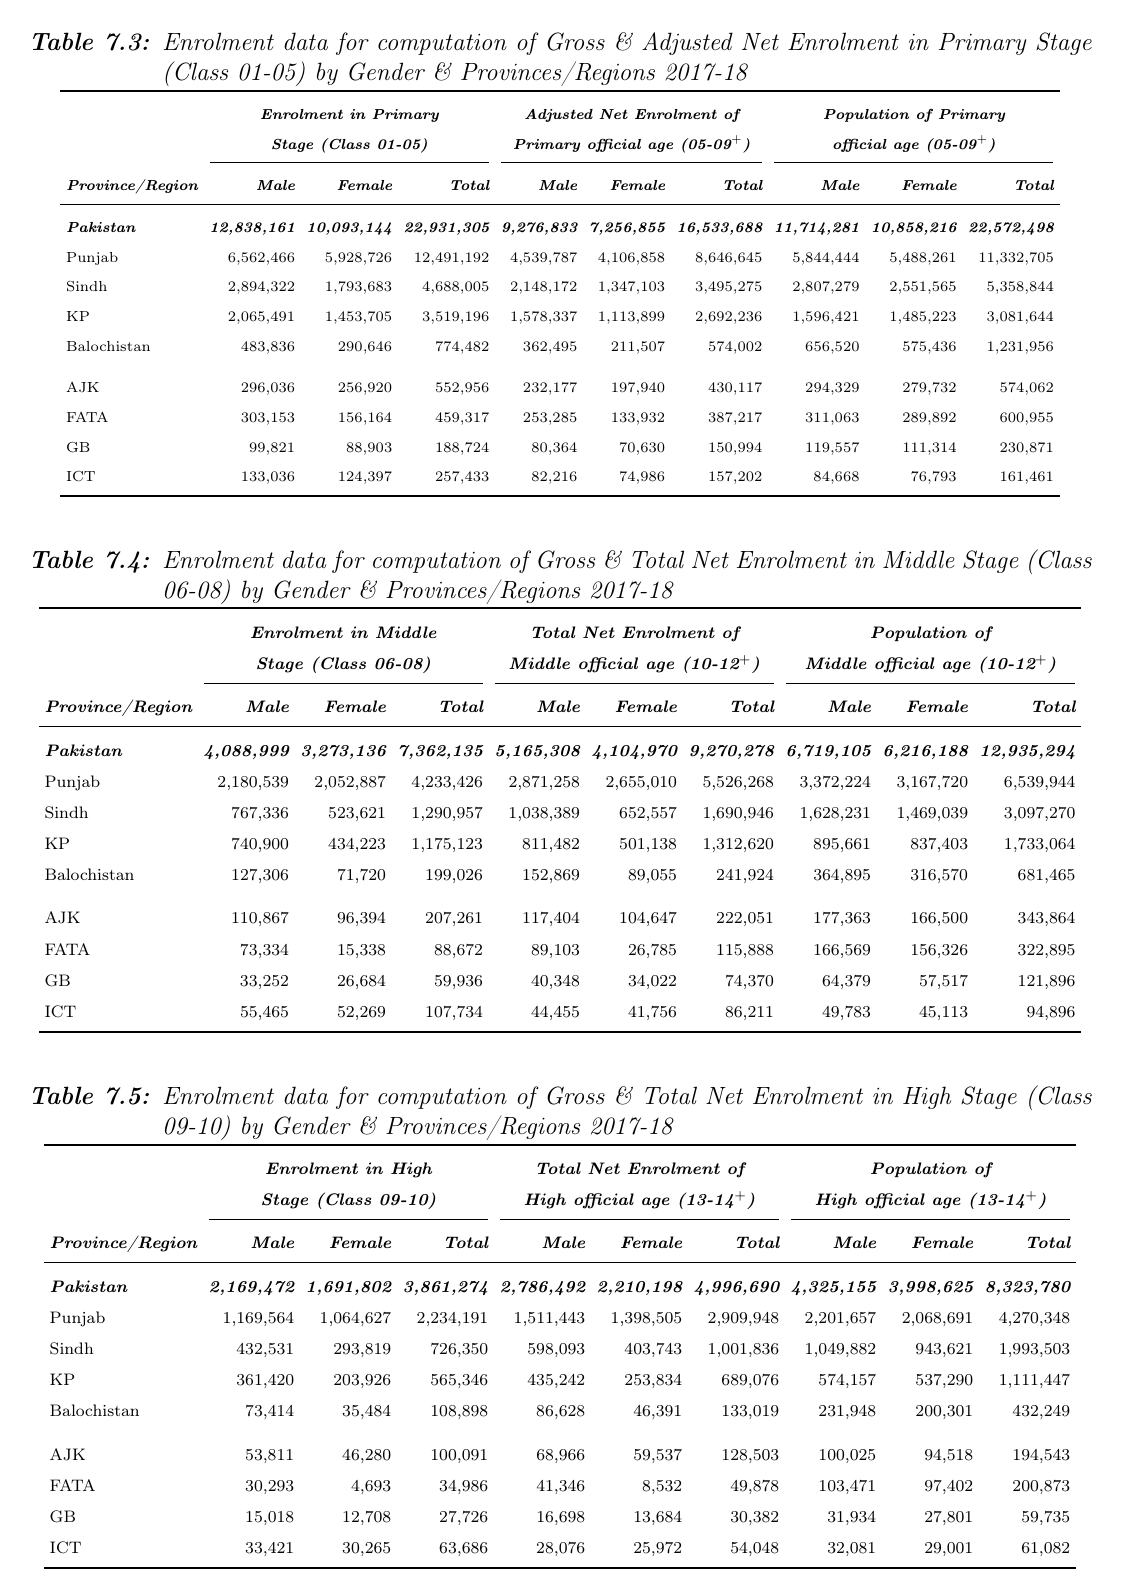 Table 7.3: Enrolment data for computation of Gross & Adjusted Net Enrolment in Primary Stage
(Class 01-05) by Gender & Provinces/Regions 2017-18
Enrolment in Primary Adjusted Net Enrolment of Population of Primary
Stage (Class 01-05) Primary official age (05-09+) official age (05-09+)
Province/Region Male Female Total Male Female Total Male Female Total
Pakistan 12,838,161 10,093,144 22,931,305 9,276,833 7,256,855 16,533,688 11,714,281 10,858,216 22,572,498
Punjab 6,562,466 5,928,726 12,491,192 4,539,787 4,106,858 8,646,645 5,844,444 5,488,261 11,332,705
Sindh 2,894,322 1,793,683 4,688,005 2,148,172 1,347,103 3,495,275 2,807,279 2,551,565 5,358,844
KP 2,065,491 1,453,705 3,519,196 1,578,337 1,113,899 2,692,236 1,596,421 1,485,223 3,081,644
Balochistan 483,836 290,646 774,482 362,495 211,507 574,002 656,520 575,436 1,231,956
AJK 296,036 256,920 552,956 232,177 197,940 430,117 294,329 279,732 574,062
FATA 303,153 156,164 459,317 253,285 133,932 387,217 311,063 289,892 600,955
GB 99,821 88,903 188,724 80,364 70,630 150,994 119,557 111,314 230,871
ICT 133,036 124,397 257,433 82,216 74,986 157,202 84,668 76,793 161,461
Table 7.4: Enrolment data for computation of Gross & Total Net Enrolment in Middle Stage (Class
06-08) by Gender & Provinces/Regions 2017-18
Enrolment in Middle Total Net Enrolment of Population of
Stage (Class 06-08) Middle official age (10-12+) Middle official age (10-12+)
Province/Region Male Female Total Male Female Total Male Female Total
Pakistan 4,088,999 3,273,136 7,362,135 5,165,308 4,104,970 9,270,278 6,719,105 6,216,188 12,935,294
Punjab 2,180,539 2,052,887 4,233,426 2,871,258 2,655,010 5,526,268 3,372,224 3,167,720 6,539,944
Sindh 767,336 523,621 1,290,957 1,038,389 652,557 1,690,946 1,628,231 1,469,039 3,097,270
KP 740,900 434,223 1,175,123 811,482 501,138 1,312,620 895,661 837,403 1,733,064
Balochistan 127,306 71,720 199,026 152,869 89,055 241,924 364,895 316,570 681,465
AJK 110,867 96,394 207,261 117,404 104,647 222,051 177,363 166,500 343,864
FATA 73,334 15,338 88,672 89,103 26,785 115,888 166,569 156,326 322,895
GB 33,252 26,684 59,936 40,348 34,022 74,370 64,379 57,517 121,896
ICT 55,465 52,269 107,734 44,455 41,756 86,211 49,783 45,113 94,896
Table 7.5: Enrolment data for computation of Gross & Total Net Enrolment in High Stage (Class
09-10) by Gender & Provinces/Regions 2017-18
Enrolment in High Total Net Enrolment of Population of
Stage (Class 09-10) High official age (13-14+) High official age (13-14+)
Province/Region Male Female Total Male Female Total Male Female Total
Pakistan 2,169,472 1,691,802 3,861,274 2,786,492 2,210,198 4,996,690 4,325,155 3,998,625 8,323,780
Punjab 1,169,564 1,064,627 2,234,191 1,511,443 1,398,505 2,909,948 2,201,657 2,068,691 4,270,348
Sindh 432,531 293,819 726,350 598,093 403,743 1,001,836 1,049,882 943,621 1,993,503
KP 361,420 203,926 565,346 435,242 253,834 689,076 574,157 537,290 1,111,447
Balochistan 73,414 35,484 108,898 86,628 46,391 133,019 231,948 200,301 432,249
AJK 53,811 46,280 100,091 68,966 59,537 128,503 100,025 94,518 194,543
FATA 30,293 4,693 34,986 41,346 8,532 49,878 103,471 97,402 200,873
GB 15,018 12,708 27,726 16,698 13,684 30,382 31,934 27,801 59,735
ICT 33,421 30,265 63,686 28,076 25,972 54,048 32,081 29,001 61,082